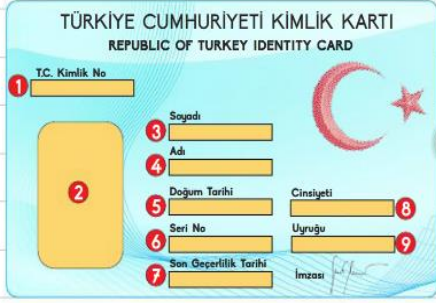 TÜRKİYE CUMHURİYETİ KİMLİK KARTI
REPUBLIC OF TURKEY IDENTITY CARD
T.C. Kimlik No
1
2
Soyadı
3
Adı
4
Doğum Tarihi
5
Cinsiyeti
8
Seri No
6
Uyruğu
9
Son Geçerlilik Tarihi
7
İmzası